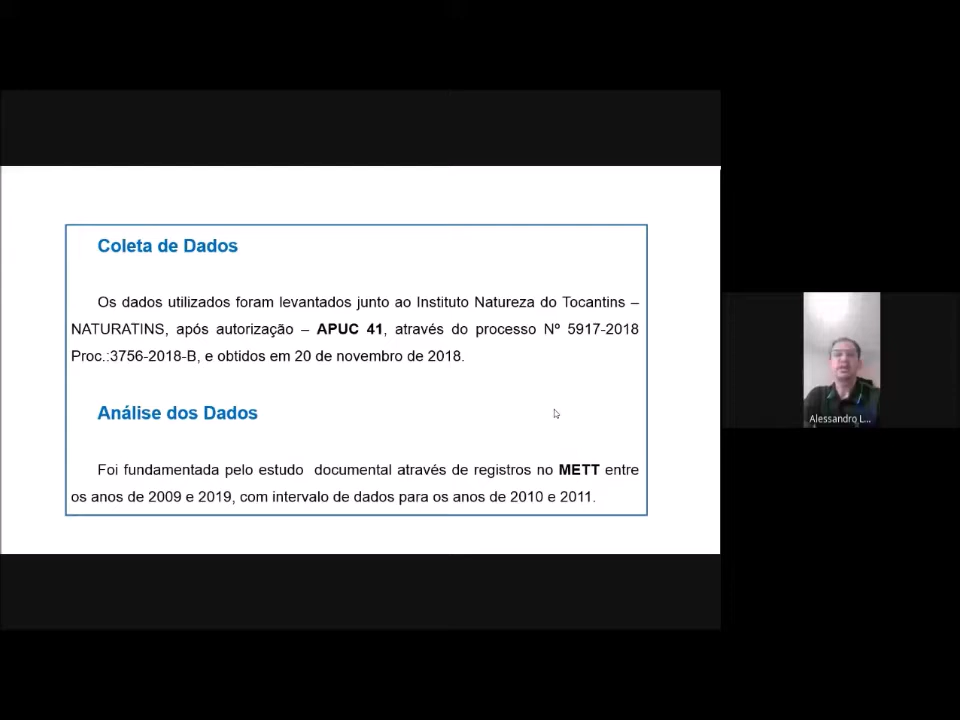 Coleta de Dados
Os dados utilizados foram levantados junto ao Instituto Natureza do Tocantins –
NATURATINS, após autorização – APUC 41, através do processo Nº 5917-2018
Proc.:3756-2018-B, e obtidos em 20 de novembro de 2018.
Análise dos Dados
Foi fundamentada pelo estudo documental através de registros no METT entre
os anos de 2009 e 2019, com intervalo de dados para os anos de 2010 e 2011.
Alessandro L...